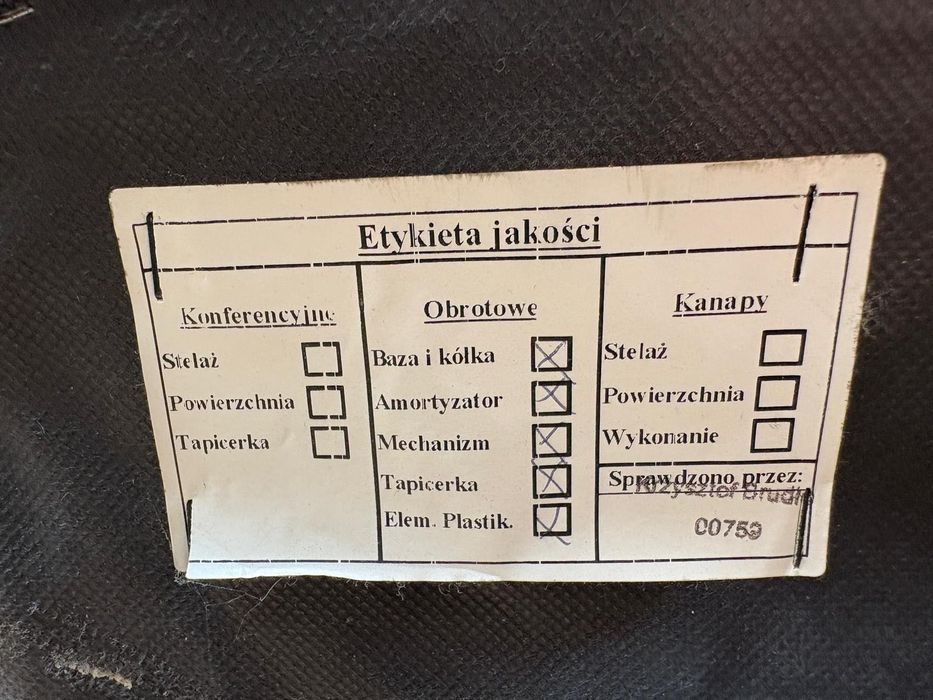 Etykieta jakości
Konferencyjne
Stelaż
Powierzchnia
Tapicerka
Obrotowe
Baza i kółka
Amortyzator
Mechanizm
Tapicerka
Elem. Plastik.
Kanapy
Stelaż
Powierzchnia
Wykonanie
Sprawdzono przez:
Krzysztof
00759